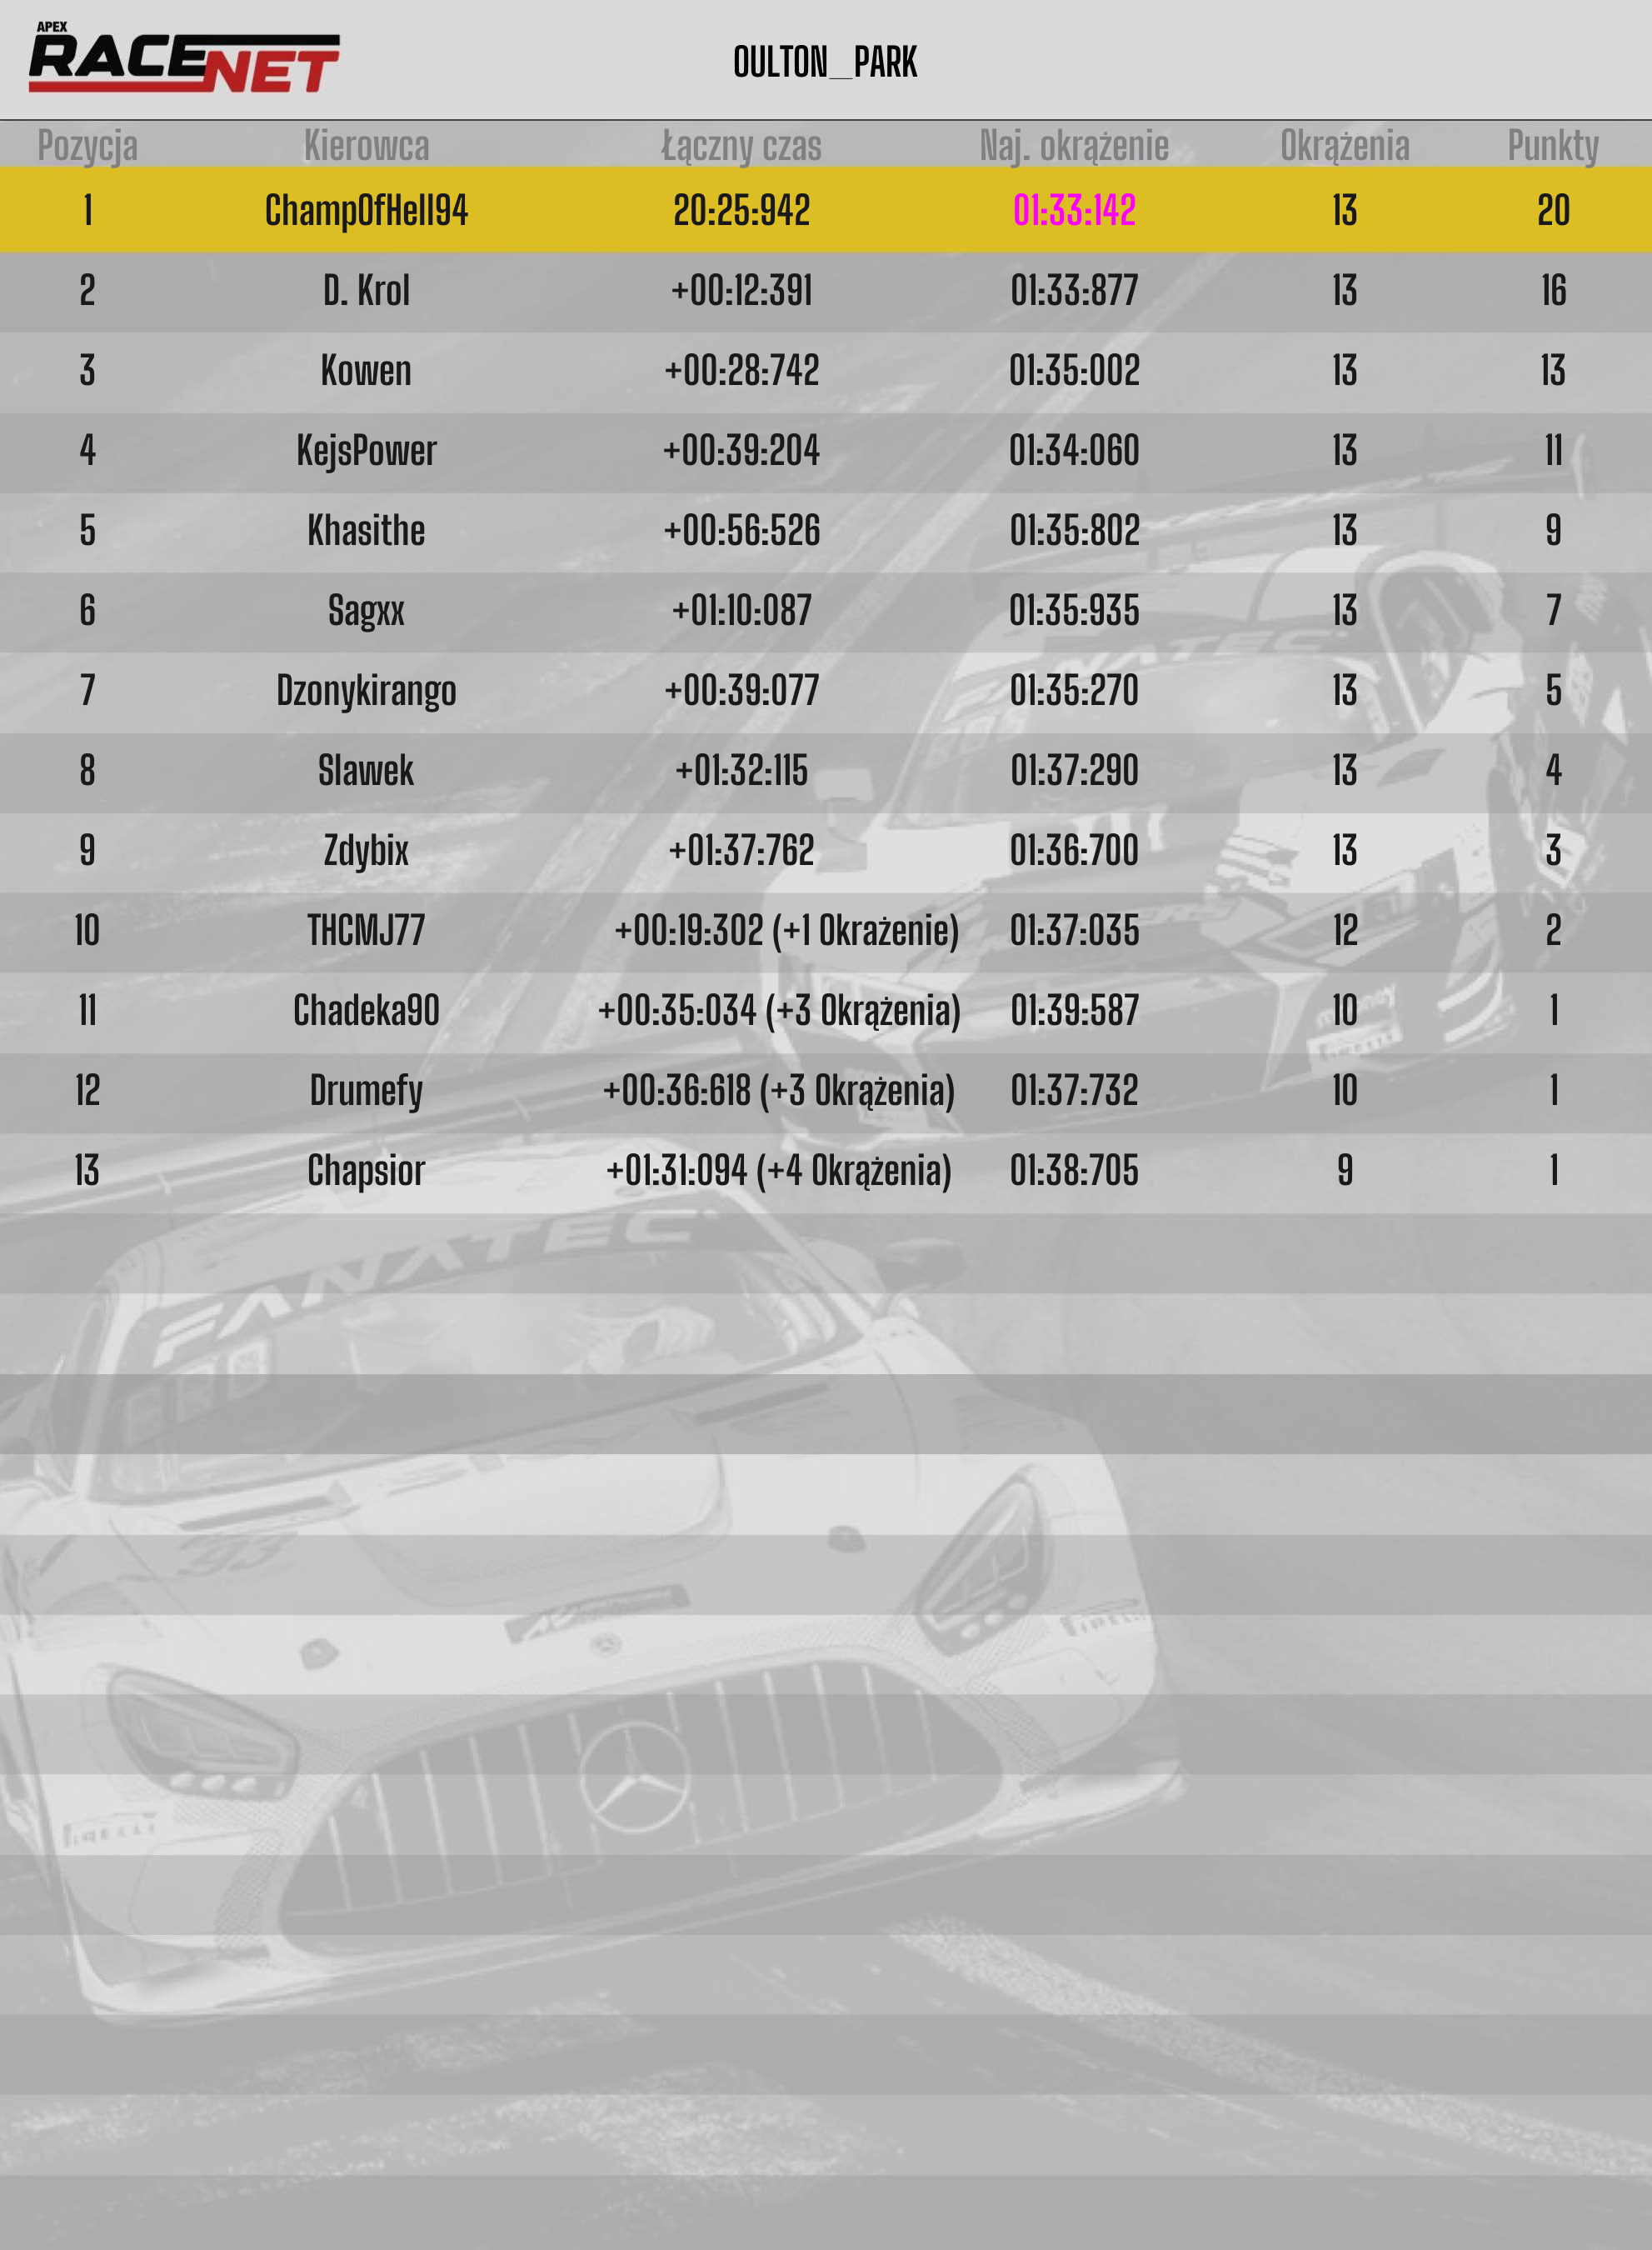 APEX
RACENET
OULTON_PARK
Pozycja Kierowca Łączny czas Naj. okrążenie Okrążenia Punkty
1 ChampOfHell94 20:25:942 01:33:142 13 20
2 D. Krol +00:12:391 01:33:877 13 16
3 Kowen +00:28:742 01:35:002 13 13
4 KejsPower +00:39:204 01:34:060 13 11
5 Khasithe +00:56:526 01:35:802 13 9
6 Sagxx +01:10:087 01:35:935 13 7
7 Dzonykirango +00:39:077 01:35:270 13 5
8 Slawek +01:32:115 01:37:290 13 4
9 Zdybix +01:37:762 01:36:700 13 3
10 THCMJ77 +00:19:302 (+1 Okrażenie) 01:37:035 12 2
11 Chadeka90 +00:35:034 (+3 Okrążenia) 01:39:587 10 1
12 Drumefy +00:36:618 (+3 Okrążenia) 01:37:732 10 1
13 Chapsior +01:31:094 (+4 Okrążenia) 01:38:705 9 1
FANATEC
FANATEC
PIRELLI